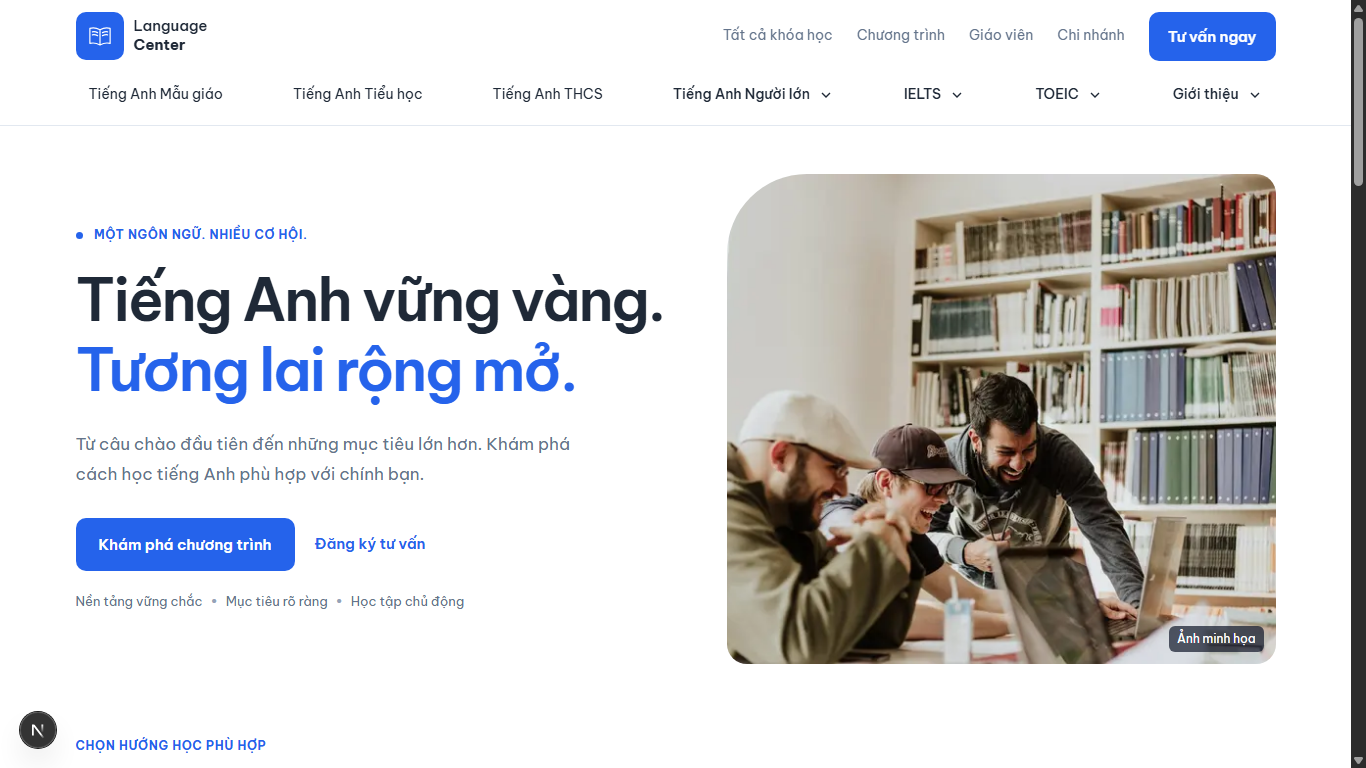 Language
Center
Tất cả khóa học
Chương trình
Giáo viên
Chi nhánh
Tư vấn ngay
Tiếng Anh Mẫu giáo
Tiếng Anh Tiểu học
Tiếng Anh THCS
Tiếng Anh Người lớn
IELTS
TOEIC
Giới thiệu
MỘT NGÔN NGỮ. NHIỀU CƠ HỘI.
Tiếng Anh vững vàng.
Tương lai rộng mở.
Từ câu chào đầu tiên đến những mục tiêu lớn hơn. Khám phá
cách học tiếng Anh phù hợp với chính bạn.
Khám phá chương trình
Đăng ký tư vấn
Nền tảng vững chắc • Mục tiêu rõ ràng • Học tập chủ động
Ảnh minh họa
N
CHỌN HƯỚNG HỌC PHÙ HỢP